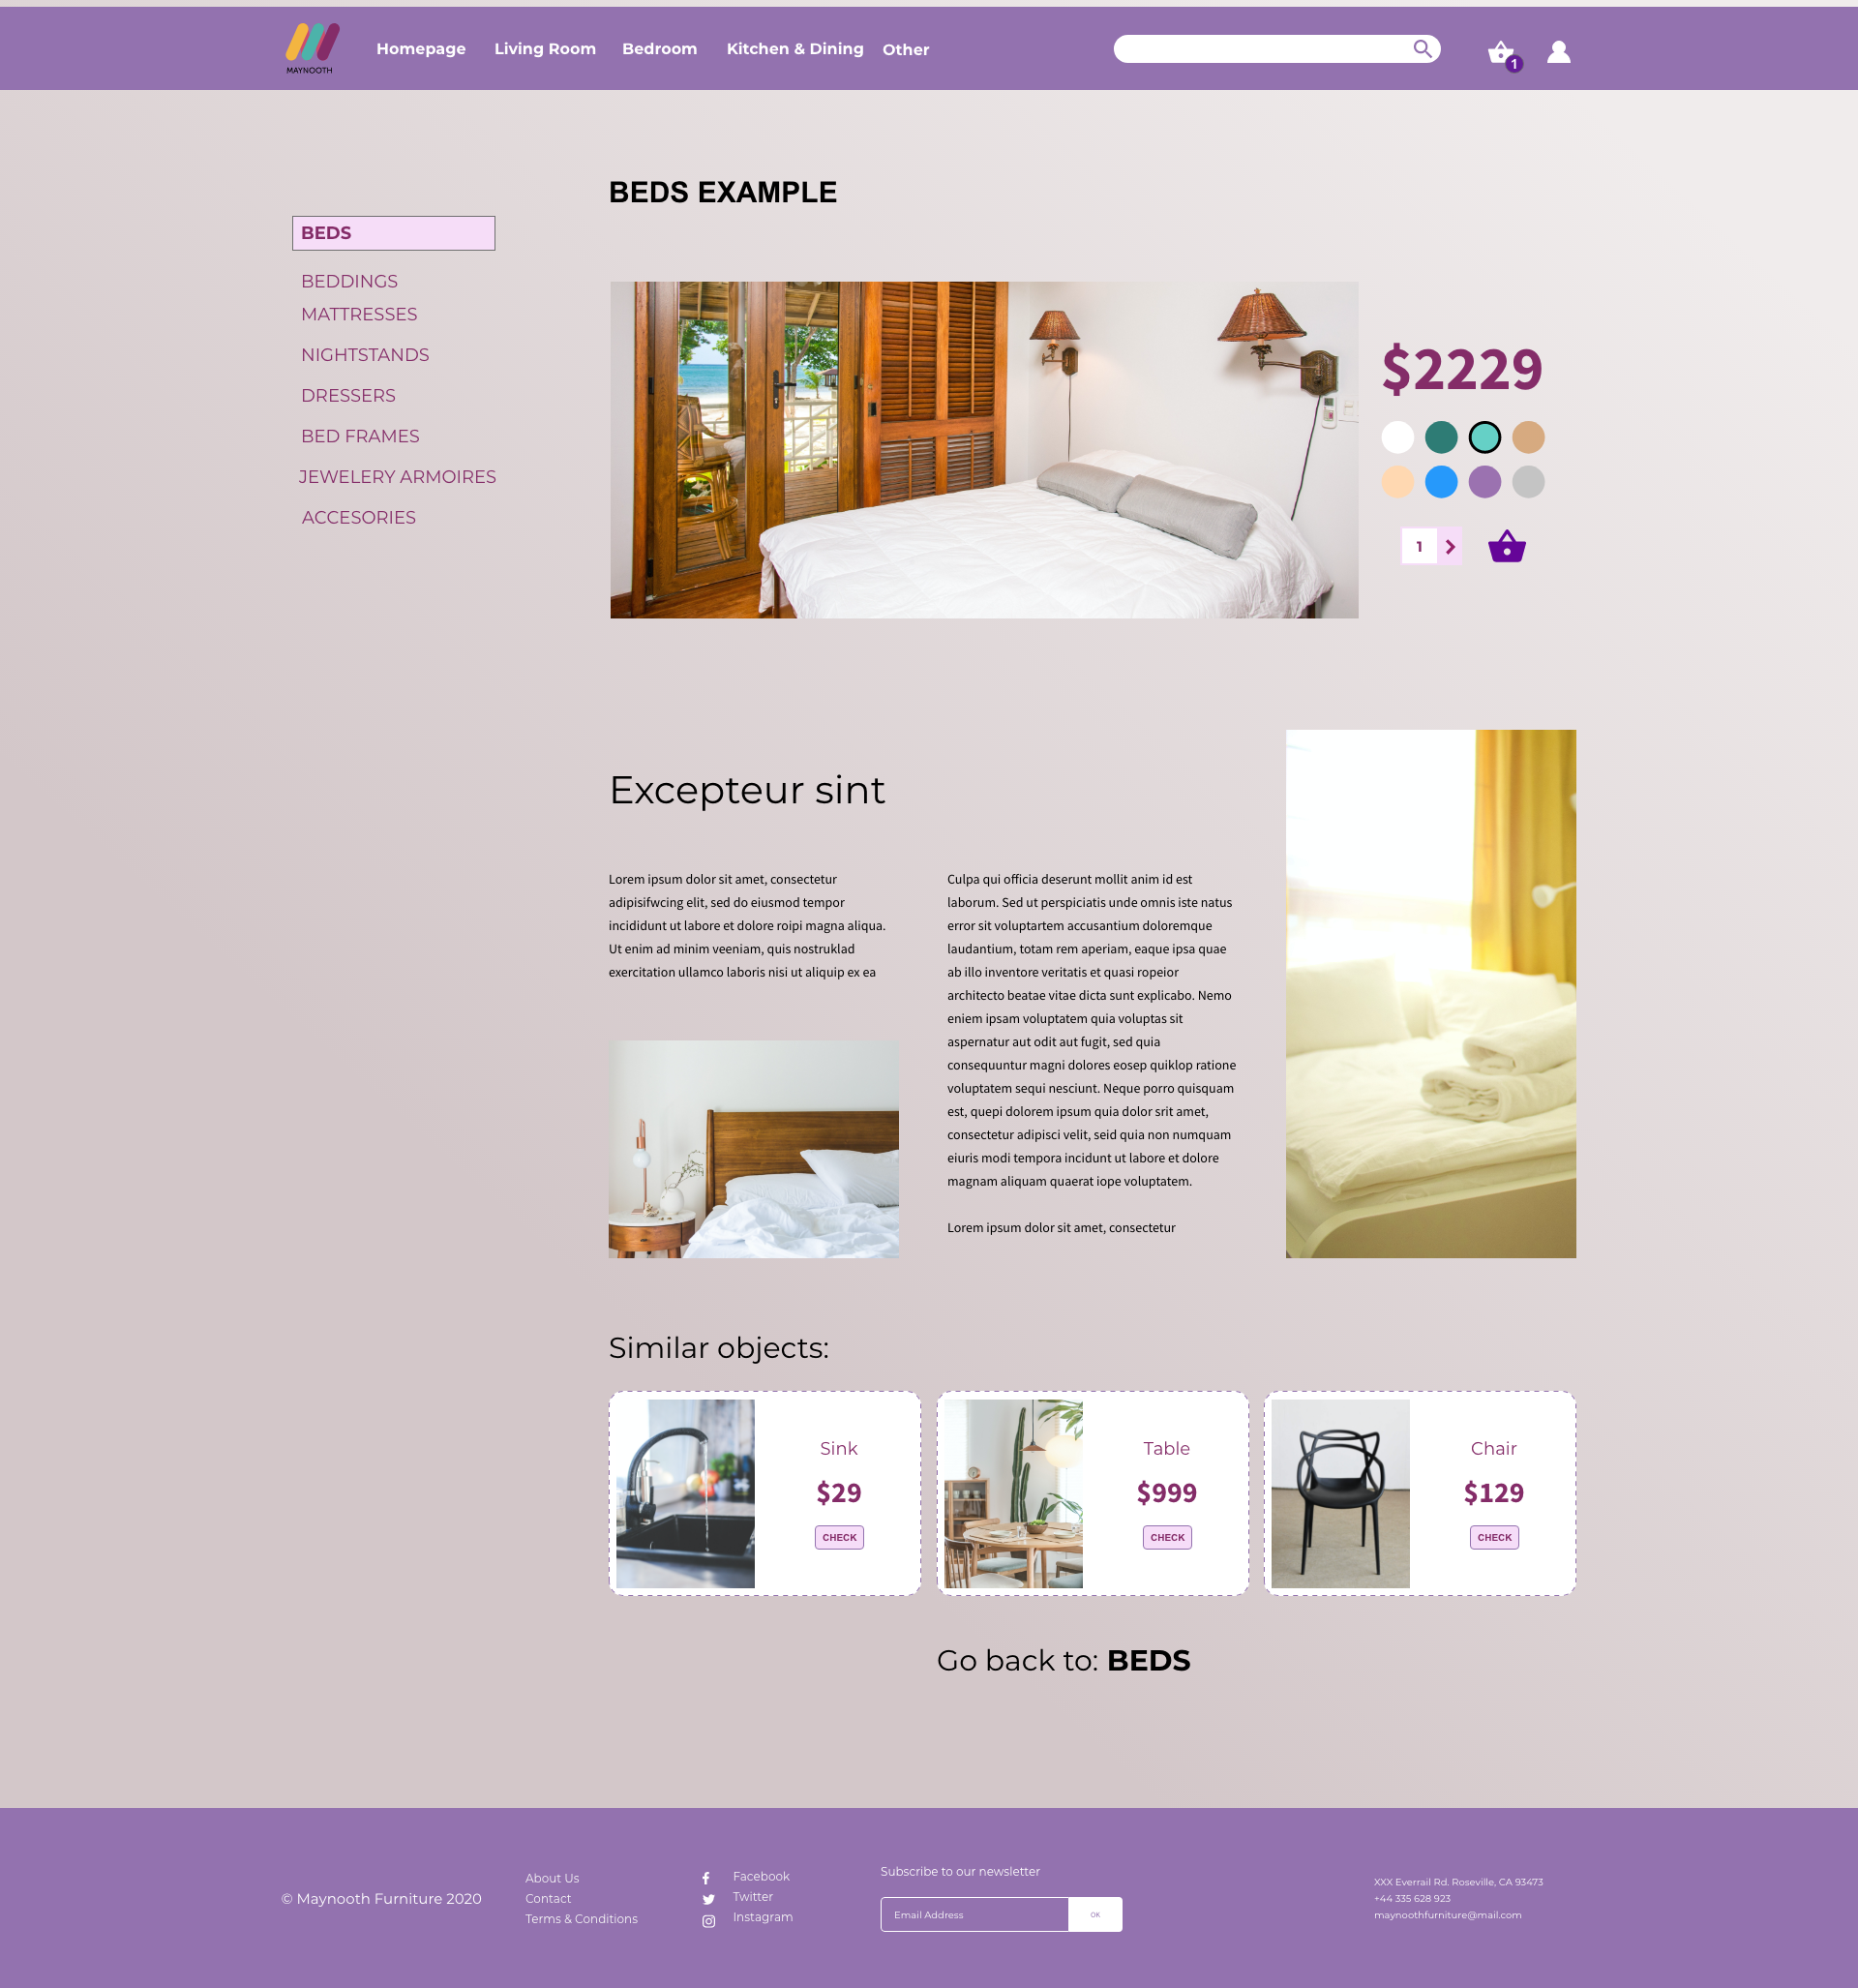 MAYNOOTH
Homepage
Living Room
Bedroom
Kitchen & Dining
Other
1
BEDS EXAMPLE
BEDS
BEDDINGS
MATTRESSES
NIGHTSTANDS
DRESSERS
BED FRAMES
JEWELERY ARMOIRES
ACCESORIES
$2229
1
Excepteur sint
Lorem ipsum dolor sit amet, consectetur
adipisifwcing elit, sed do eiusmod tempor
incididunt ut labore et dolore roipi magna aliqua.
Ut enim ad minim veeniam, quis nostruklad
exercitation ullamco laboris nisi ut aliquip ex ea
Culpa qui officia deserunt mollit anim id est
laborum. Sed ut perspiciatis unde omnis iste natus
error sit voluptartem accusantium doloremque
laudantium, totam rem aperiam, eaque ipsa quae
ab illo inventore veritatis et quasi ropeior
architecto beatae vitae dicta sunt explicabo. Nemo
eniem ipsam voluptatem quia voluptas sit
aspernatur aut odit aut fugit, sed quia
consequuntur magni dolores eosep quiklop ratione
voluptatem sequi nesciunt. Neque porro quisquam
est, quepi dolorem ipsum quia dolor srit amet,
consectetur adipisci velit, seid quia non numquam
eiuris modi tempora incidunt ut labore et dolore
magnam aliquam quaerat iope voluptatem.
Lorem ipsum dolor sit amet, consectetur
Similar objects:
Sink
$29
CHECK
Table
$999
CHECK
Chair
$129
CHECK
Go back to: BEDS
© Maynooth Furniture 2020
About Us
Contact
Terms & Conditions
Facebook
Twitter
Instagram
Subscribe to our newsletter
Email Address
OK
XXX Everrail Rd. Roseville, CA 93473
+44 335 628 923
maynoothfurniture@mail.com